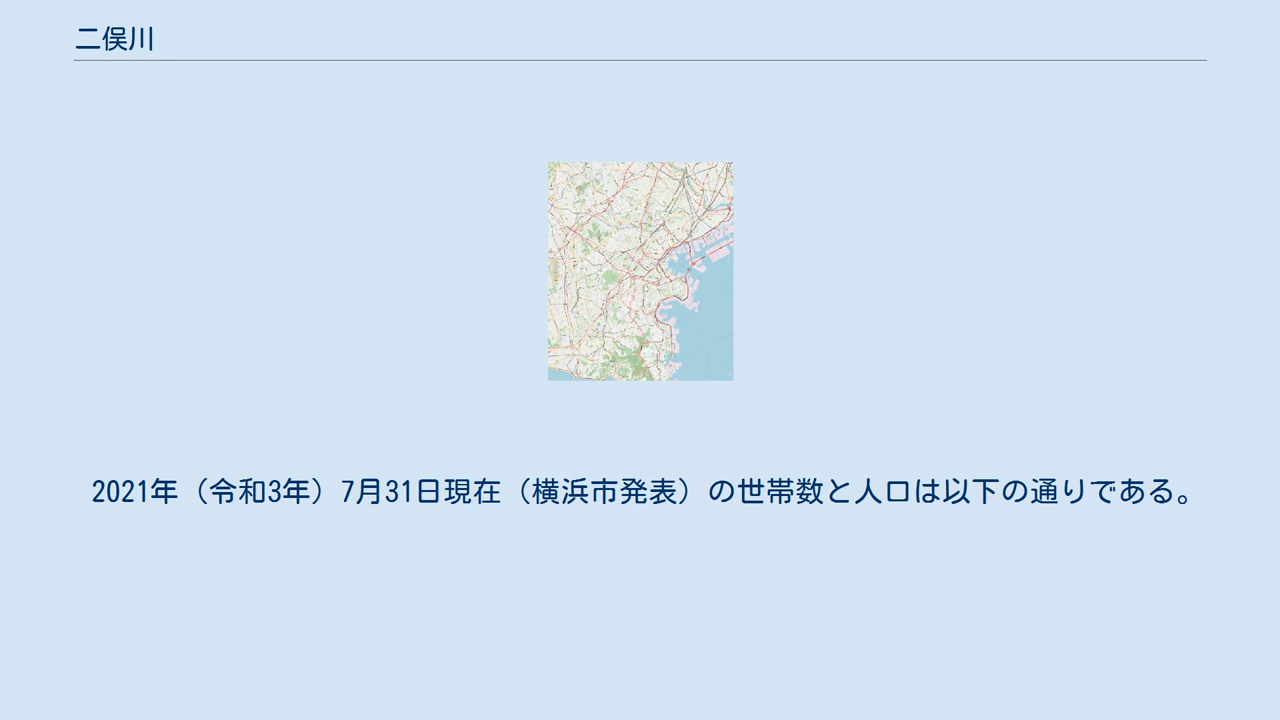 二俣川
2021年（令和3年）7月31日現在（横浜市発表）の世帯数と人口は以下の通りである。